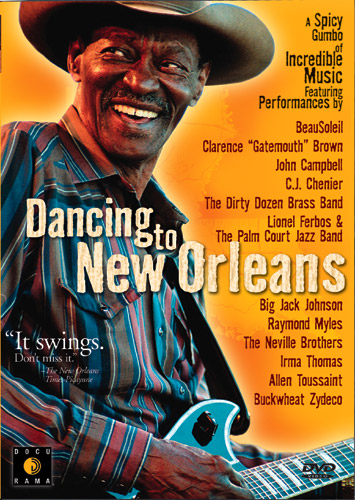 A Spicy
Gumbo
of
Incredible
Music
Featuring
Performances by
BeauSoleil
Clarence "Gatemouth" Brown
John Campbell
C.J. Chenier
The Dirty Dozen Brass Band
Lionel Ferbos &
The Palm Court Jazz Band
Dancing to
New Orleans
Big Jack Johnson
Raymond Myles
The Neville Brothers
Irma Thomas
Allen Toussaint
Buckwheat Zydeco
"It swings.
Don't miss it."
—The New Orleans
Times-Picayune
DOCU
RAMA
DVD